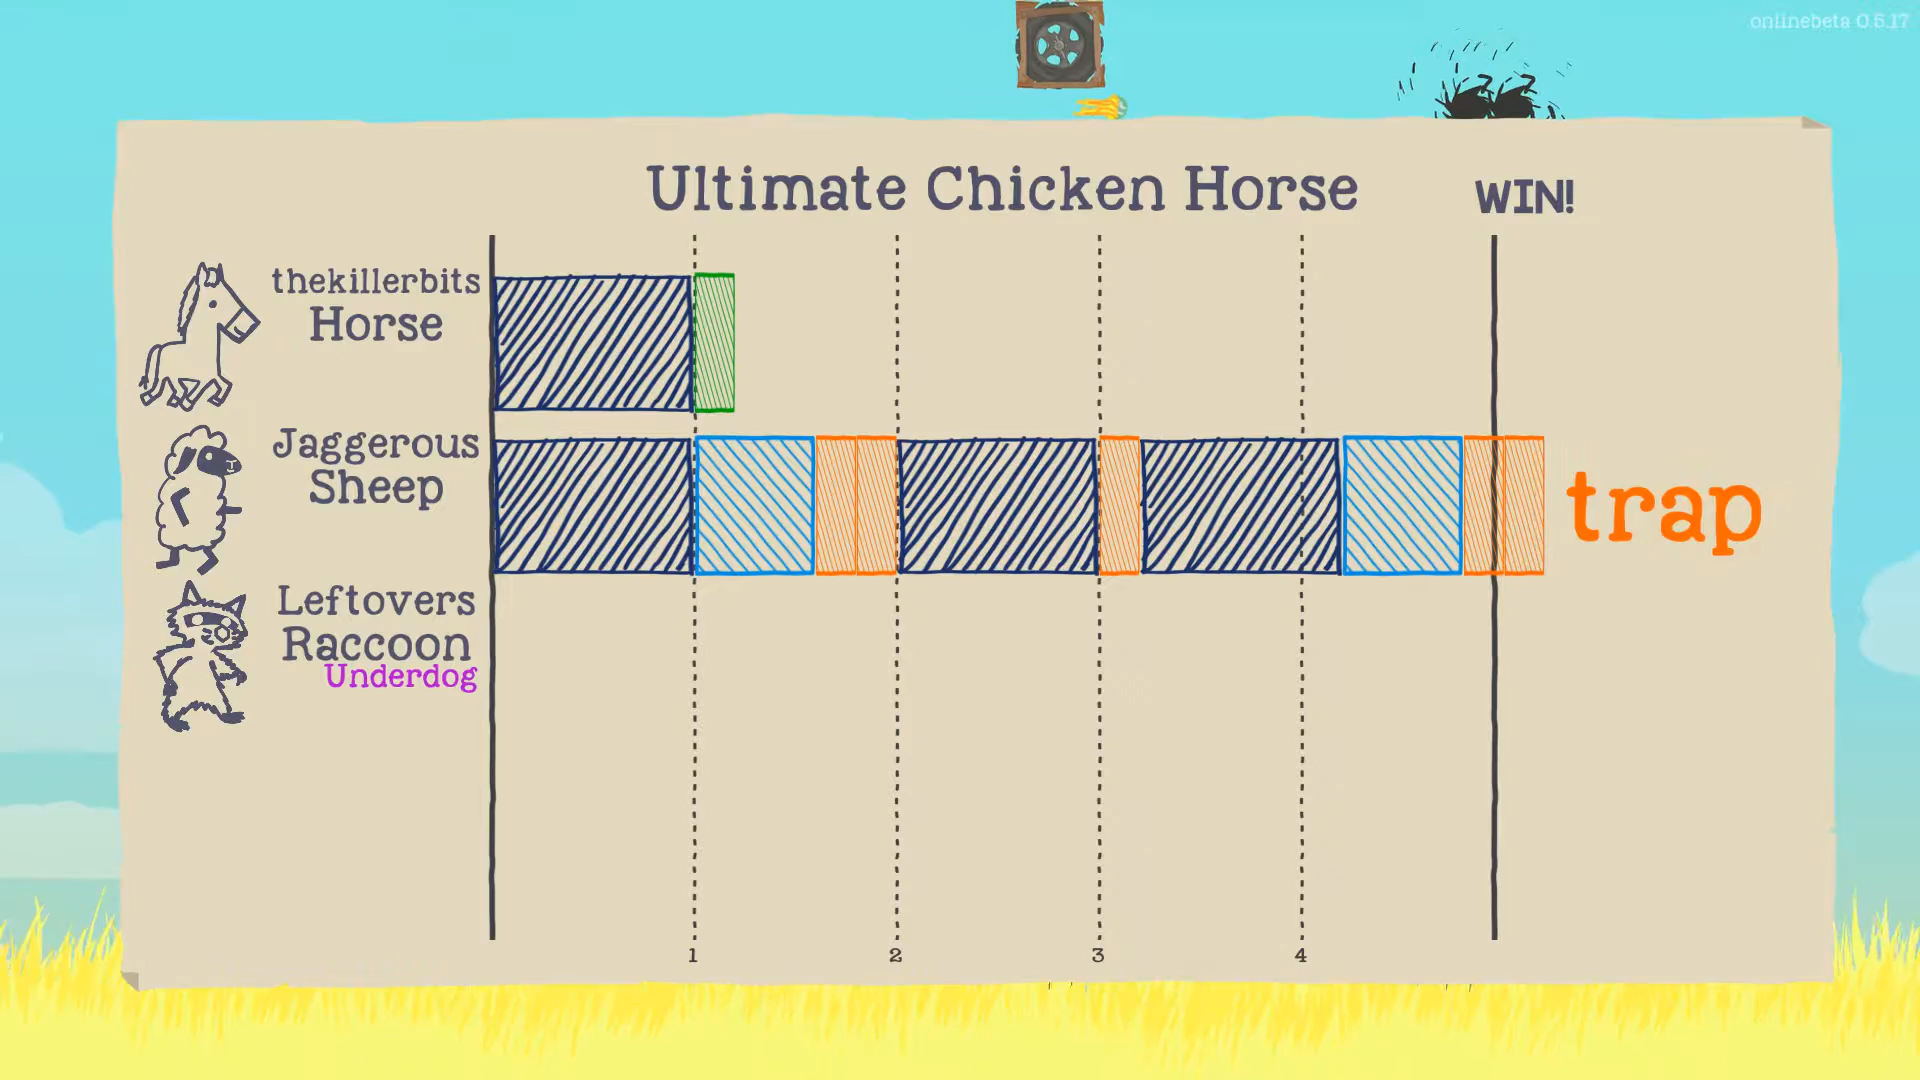 onlinebeta 0.5.17
Ultimate Chicken Horse
WIN!
thekillerbits
Horse
Jaggerous
Sheep
trap
Leftovers
Raccoon
Underdog
1 2 3 4